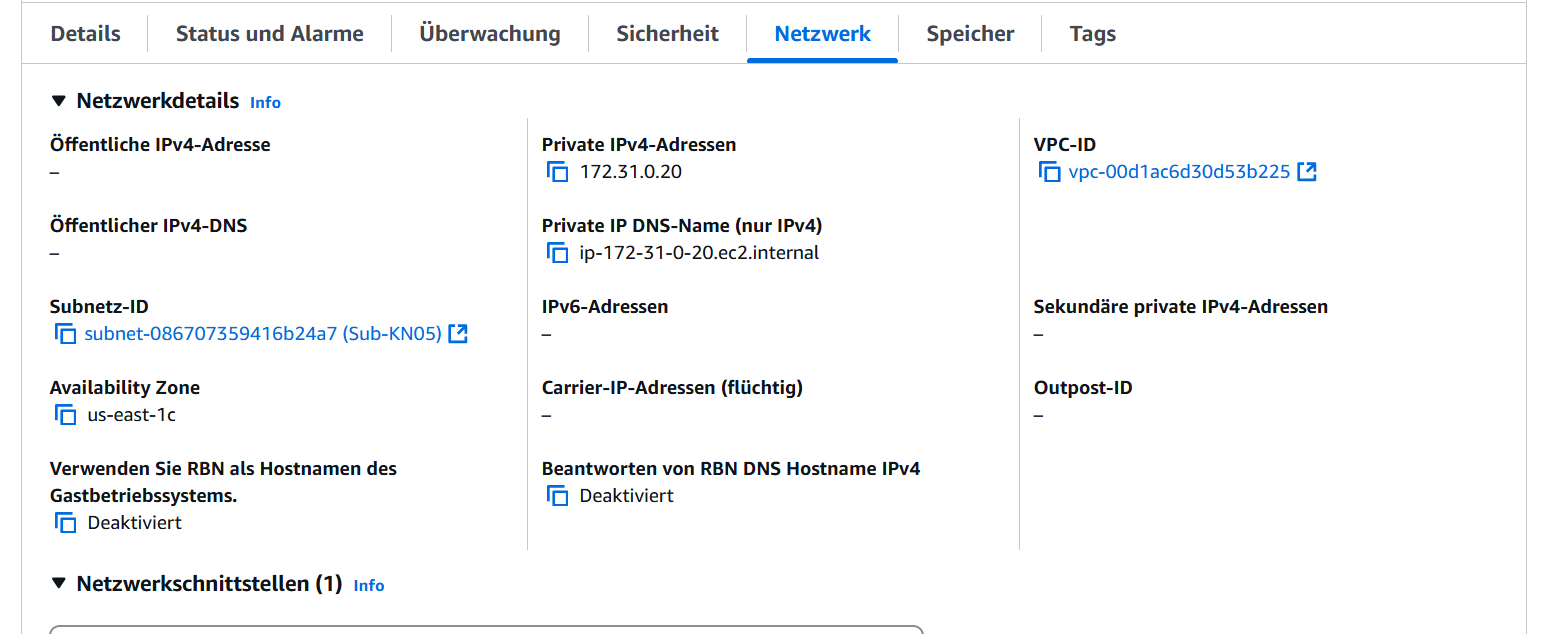 Details
Status und Alarme
Überwachung
Sicherheit
Netzwerk
Speicher
Tags
Netzwerkdetails Info
Öffentliche IPv4-Adresse
–
Private IPv4-Adressen
172.31.0.20
VPC-ID
vpc-00d1ac6d30d53b225
Öffentlicher IPv4-DNS
–
Private IP DNS-Name (nur IPv4)
ip-172-31-0-20.ec2.internal
Subnetz-ID
subnet-086707359416b24a7 (Sub-KN05)
IPv6-Adressen
–
Sekundäre private IPv4-Adressen
–
Availability Zone
us-east-1c
Carrier-IP-Adressen (flüchtig)
–
Outpost-ID
–
Verwenden Sie RBN als Hostnamen des
Gastbetriebssystems.
Deaktiviert
Beantworten von RBN DNS Hostname IPv4
Deaktiviert
Netzwerkschnittstellen (1) Info